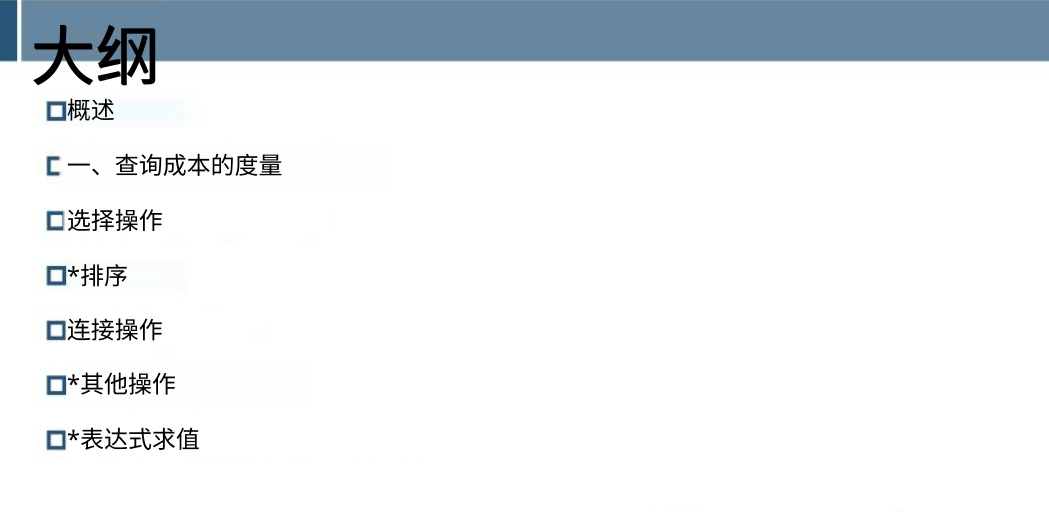 大纲
概述
一、查询成本的度量
选择操作
*排序
连接操作
*其他操作
*表达式求值